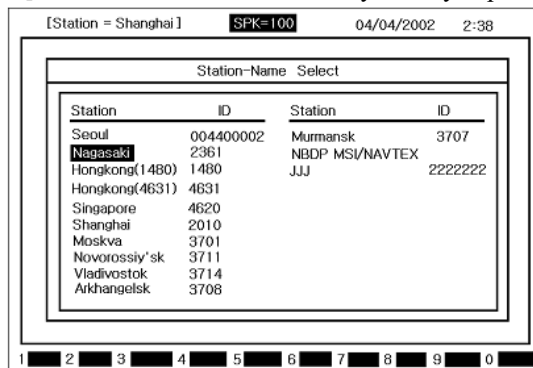 [Station = Shanghai] SPK=100 04/04/2002 2:38
Station-Name Select
Station ID Station ID
Seoul 004400002 Murmansk 3707
Nagasaki 2361 NBDP MSI/NAVTEX
Hongkong(1480) 1480 JJJ 2222222
Hongkong(4631) 4631
Singapore 4620
Shanghai 2010
Moskva 3701
Novorossiy'sk 3711
Vladivostok 3714
Arkhangelsk 3708
1 2 3 4 5 6 7 8 9 0